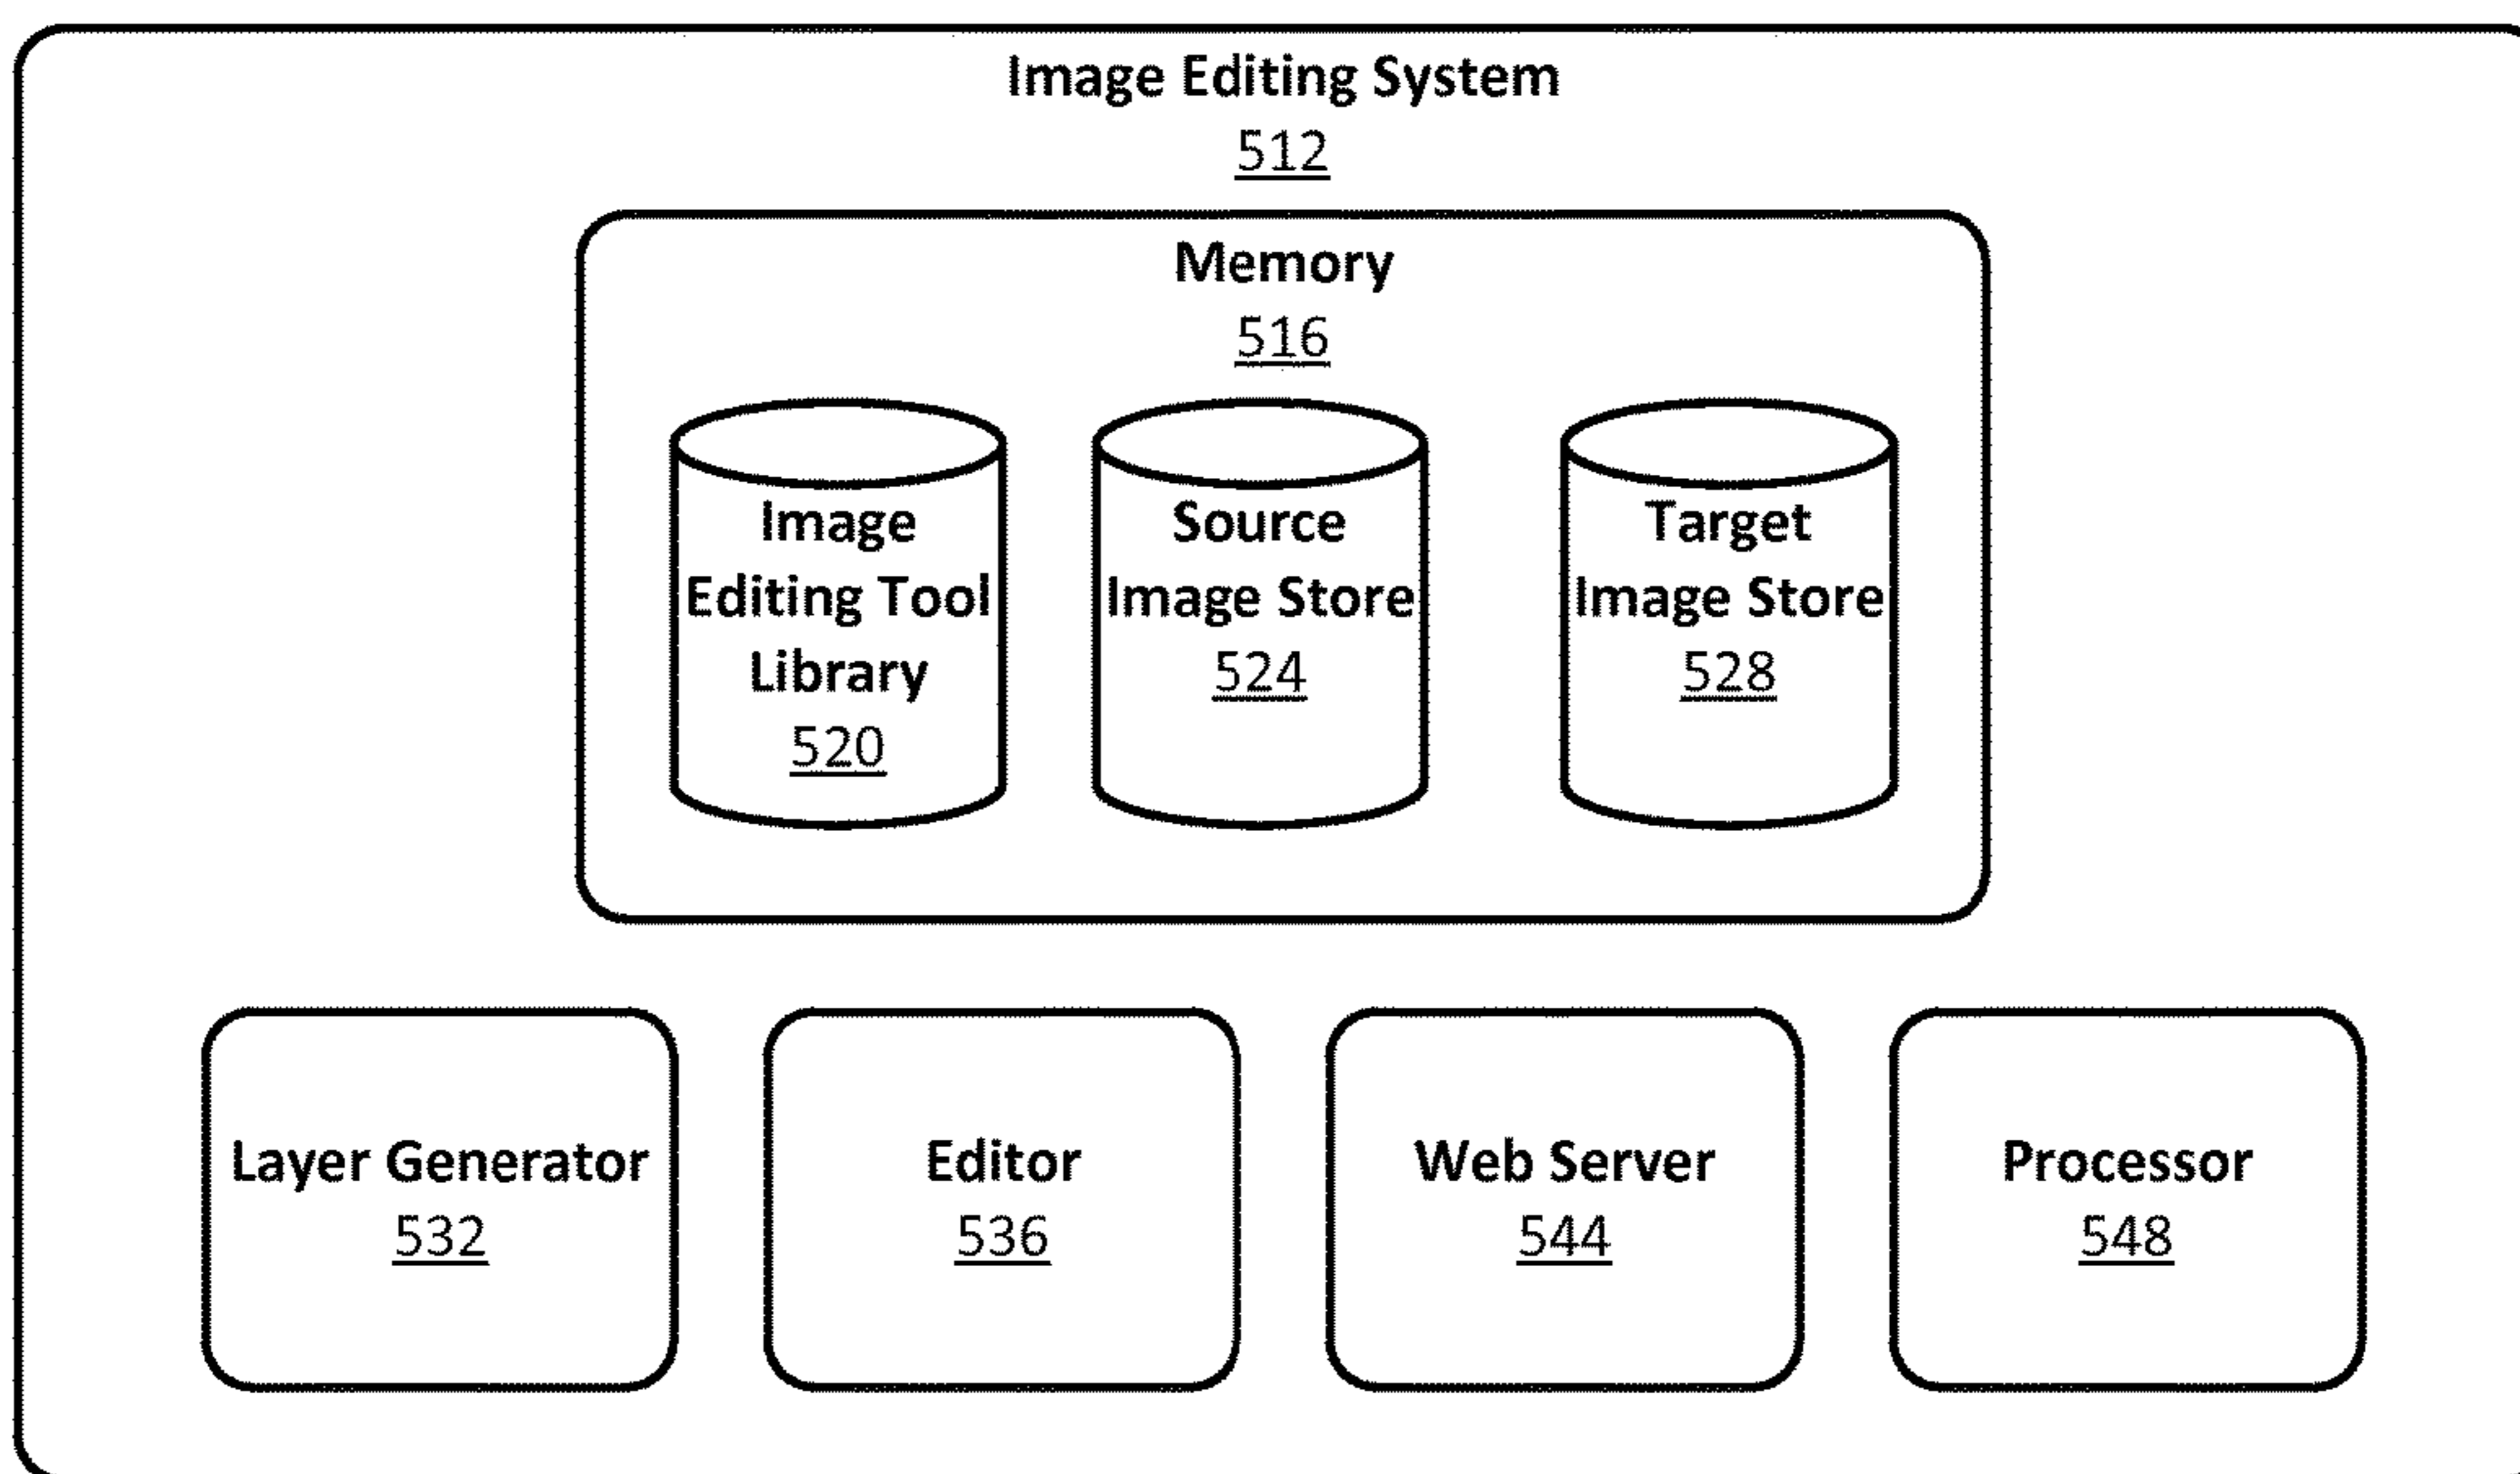 Image Editing System
512
Memory
516
Image
Editing Tool
Library
520
Source
Image Store
524
Target
Image Store
528
Layer Generator
532
Editor
536
Web Server
544
Processor
548